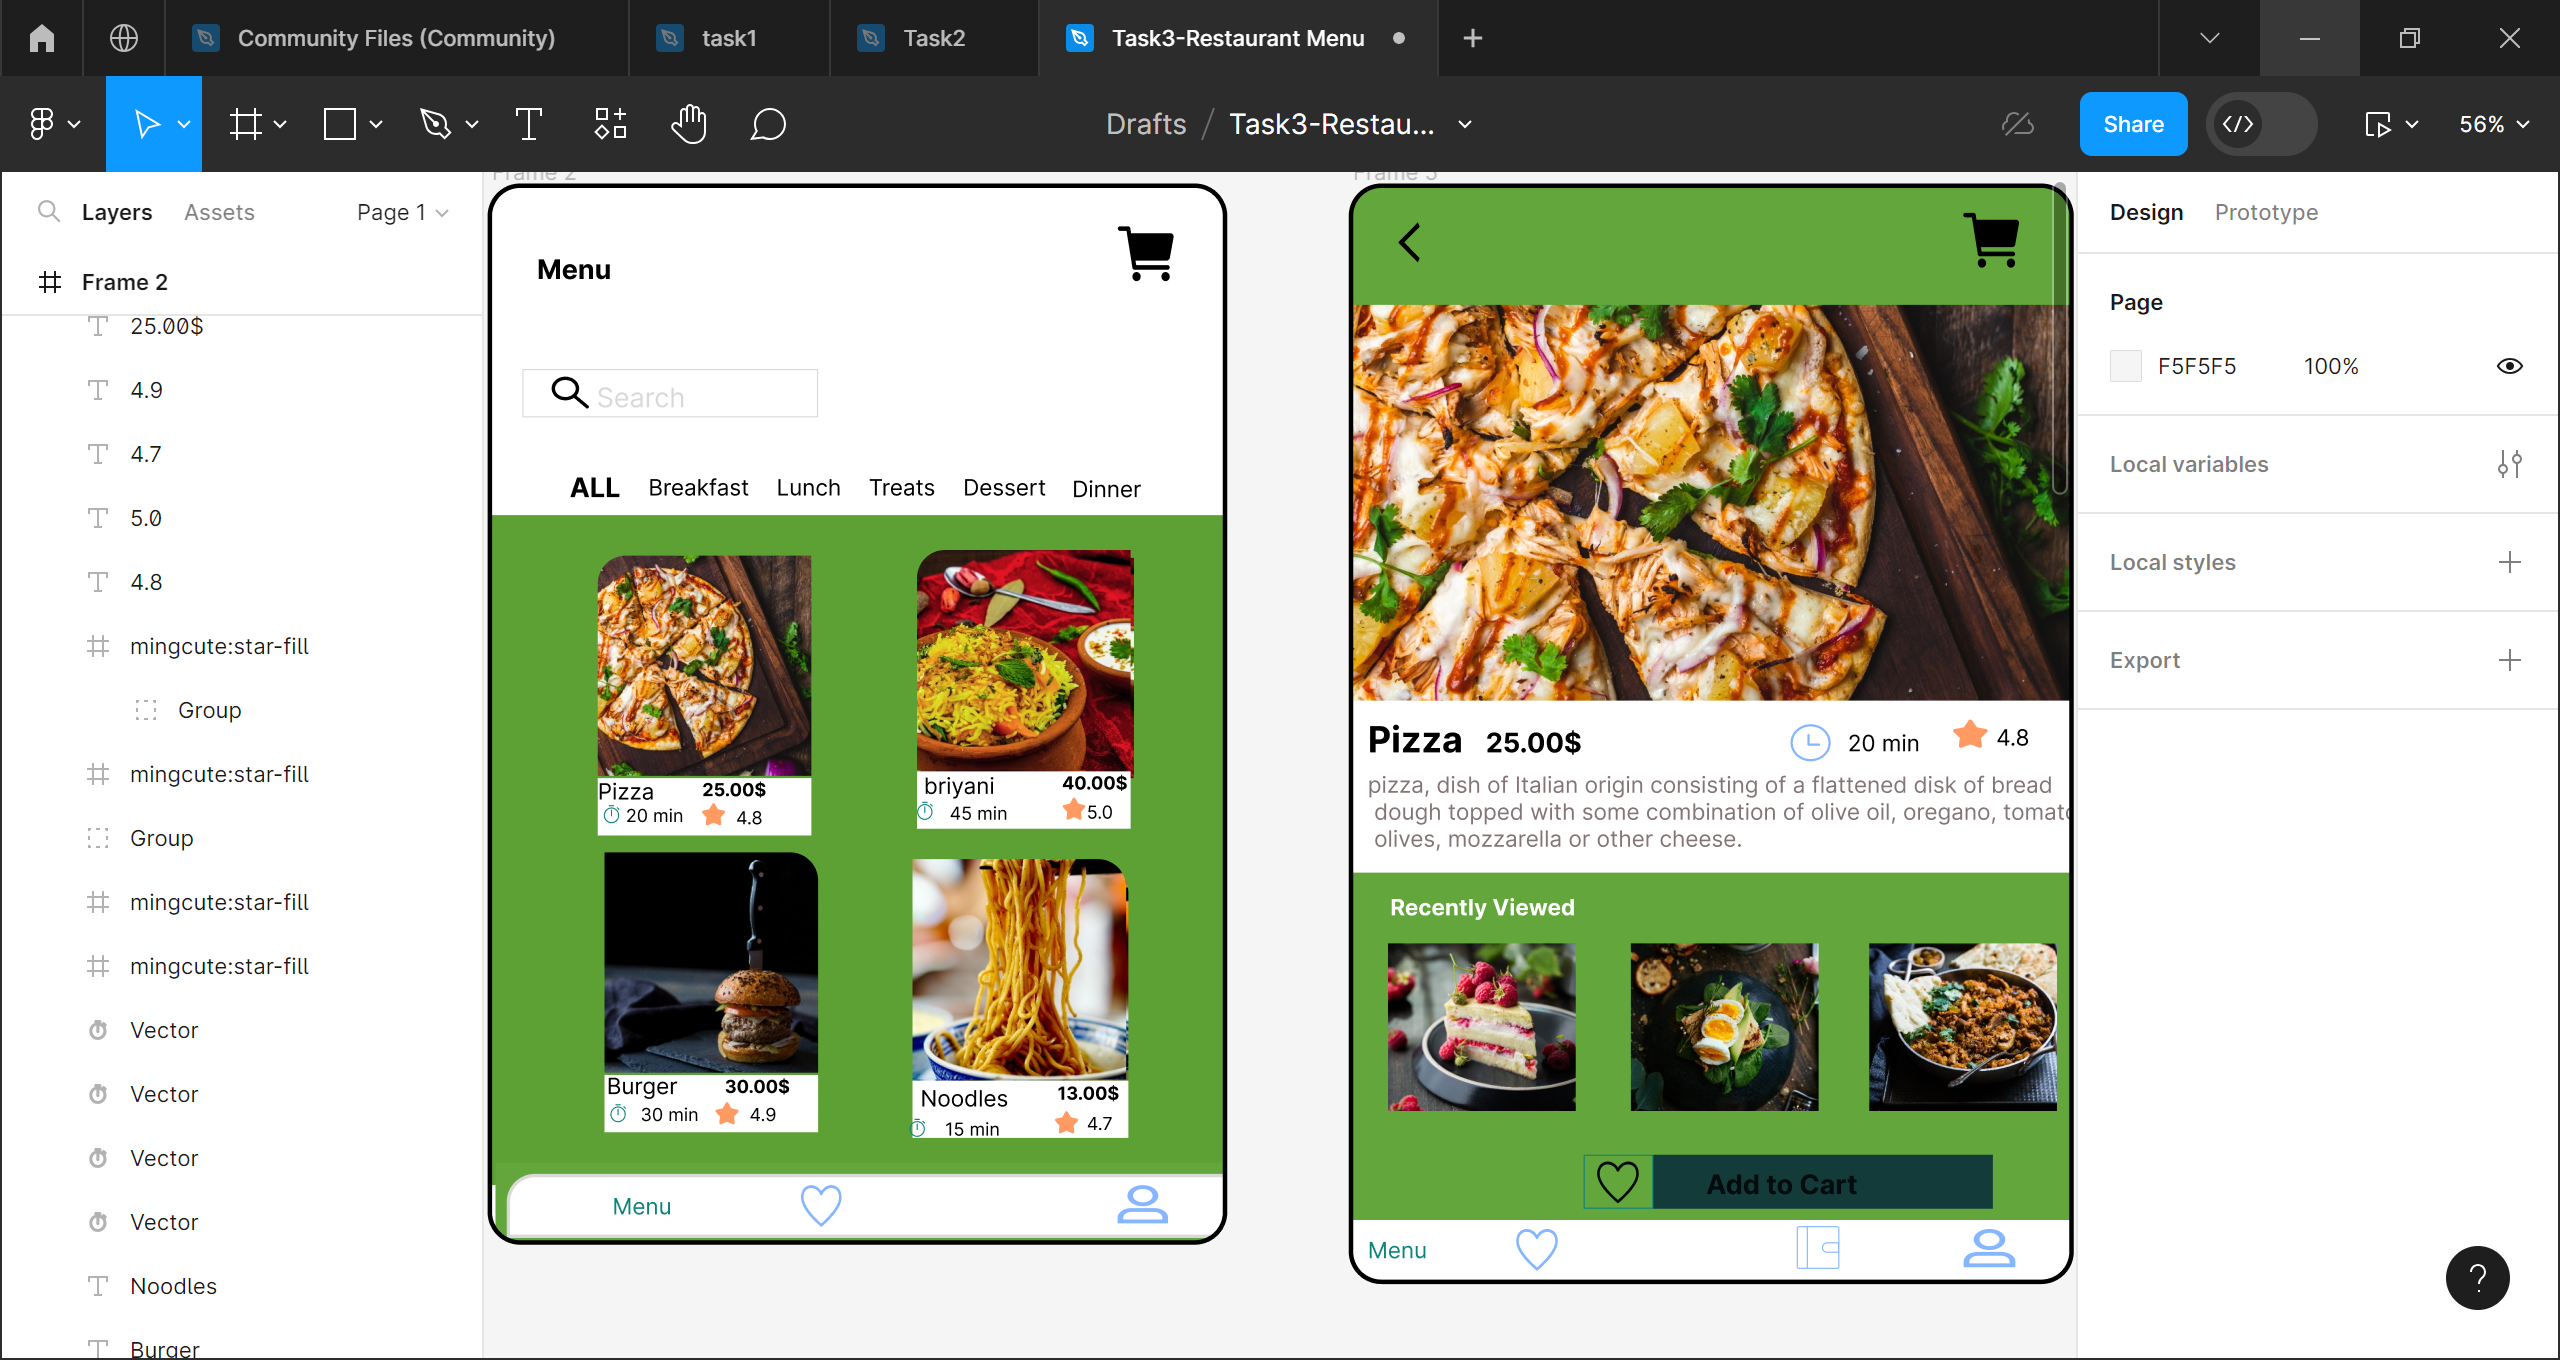 Community Files (Community)
task1
Task2
Task3-Restaurant Menu
Drafts / Task3-Restau...
Share
56%
Layers
Assets
Page 1
Frame 2
25.00$
4.9
4.7
5.0
4.8
mingcute:star-fill
Group
mingcute:star-fill
Group
mingcute:star-fill
mingcute:star-fill
Vector
Vector
Vector
Vector
Noodles
Burger
Frame 2
Menu
Search
ALL Breakfast Lunch Treats Dessert Dinner
Pizza 25.00$
20 min 4.8
briyani 40.00$
45 min 5.0
Burger 30.00$
30 min 4.9
Noodles 13.00$
15 min 4.7
Menu
Pizza 25.00$ 20 min 4.8
pizza, dish of Italian origin consisting of a flattened disk of bread
dough topped with some combination of olive oil, oregano, tomato
olives, mozzarella or other cheese.
Recently Viewed
Add to Cart
Menu
Design
Prototype
Page
F5F5F5 100%
Local variables
Local styles
Export
?